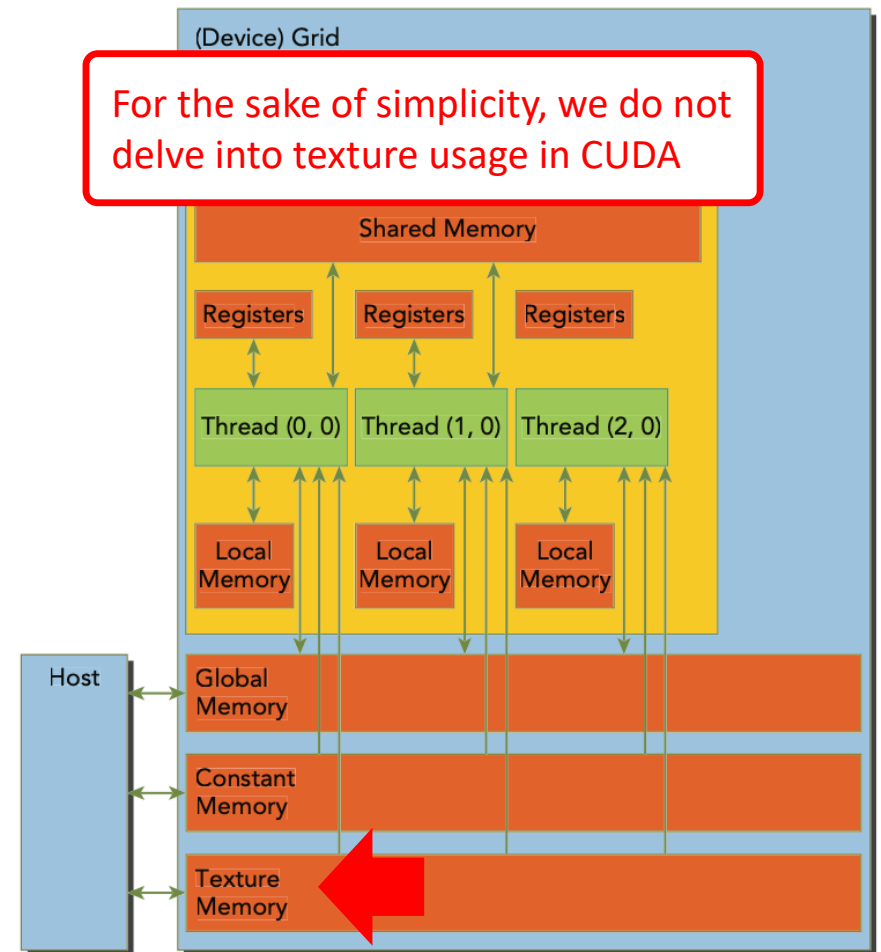 (Device) Grid
For the sake of simplicity, we do not
delve into texture usage in CUDA
Shared Memory
Registers Registers Registers
Thread (0, 0) Thread (1, 0) Thread (2, 0)
Local Local Local
Memory Memory Memory
Host
Global
Memory
Constant
Memory
Texture
Memory